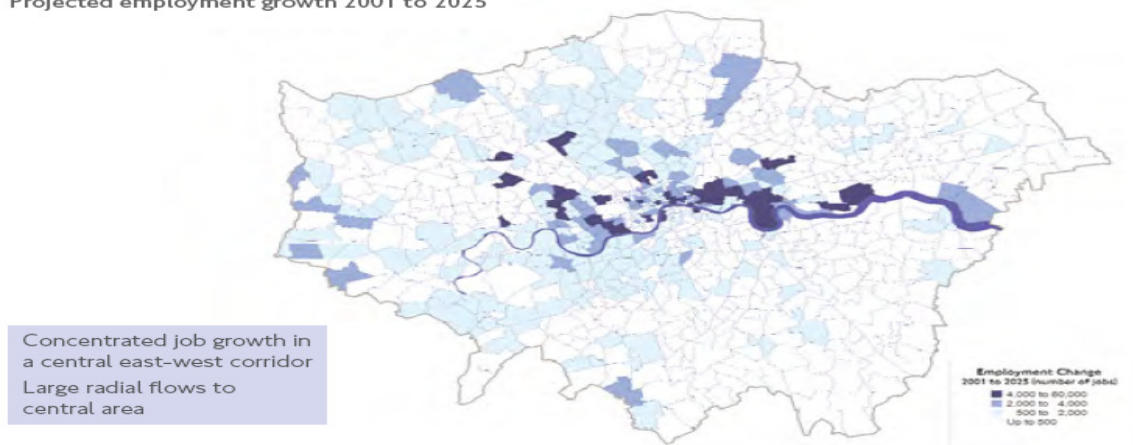 Projected employment growth 2001 to 2025
Concentrated job growth in
a central east-west corridor
Large radial flows to
central area
Employment Change
2001 to 2025 (number of jobs)
4,000 to 60,000
2,000 to 4,000
500 to 2,000
Up to 500